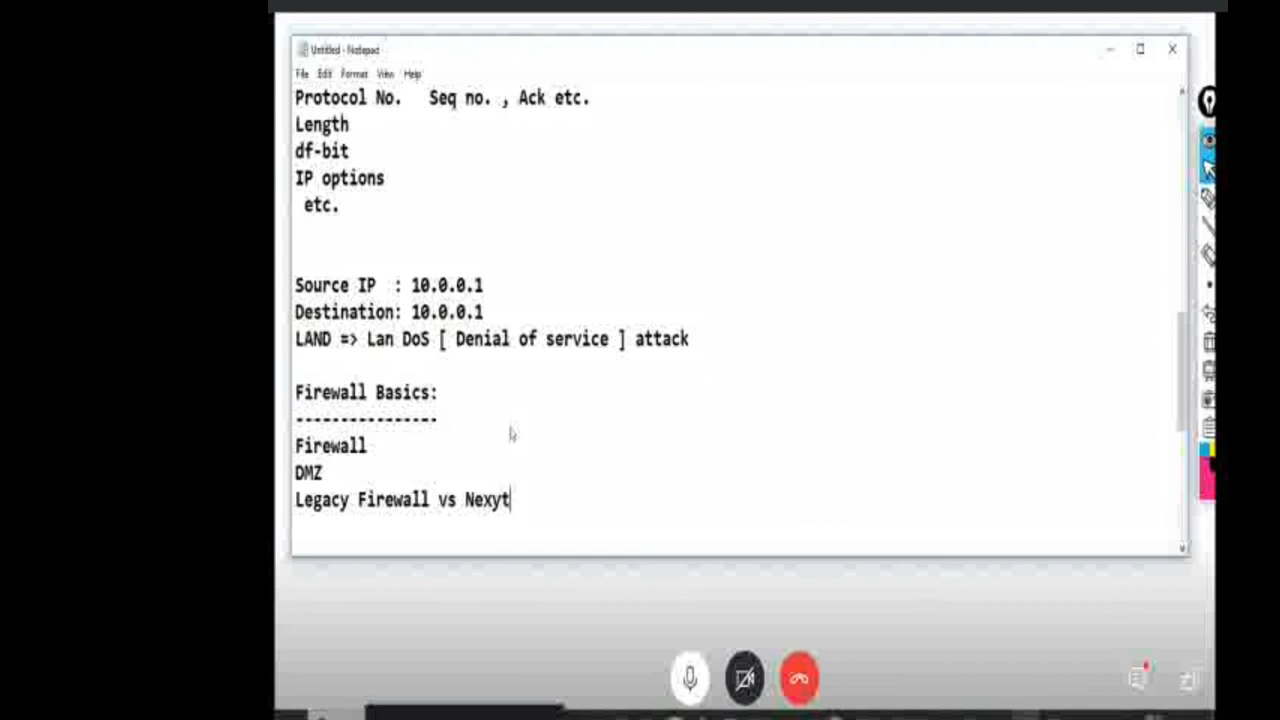 Untitled - Notepad
File Edit Format View Help
Protocol No. Seq no. , Ack etc.
Length
df-bit
IP options
etc.
Source IP : 10.0.0.1
Destination: 10.0.0.1
LAND => Lan DoS [ Denial of service ] attack
Firewall Basics:
----------------
Firewall
DMZ
Legacy Firewall vs Nexyt